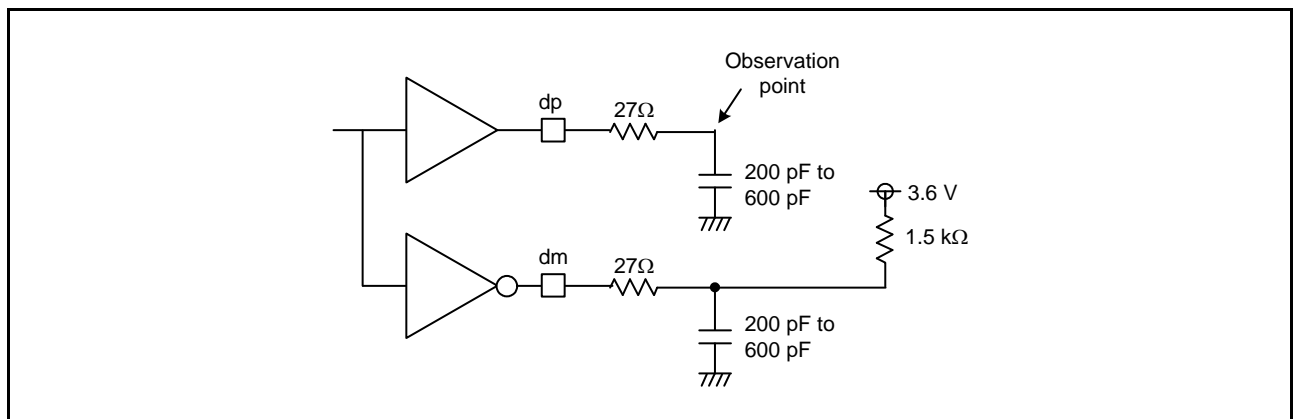 Observation
point
dp
27Ω
200 pF to
600 pF
3.6 V
1.5 kΩ
dm
27Ω
200 pF to
600 pF